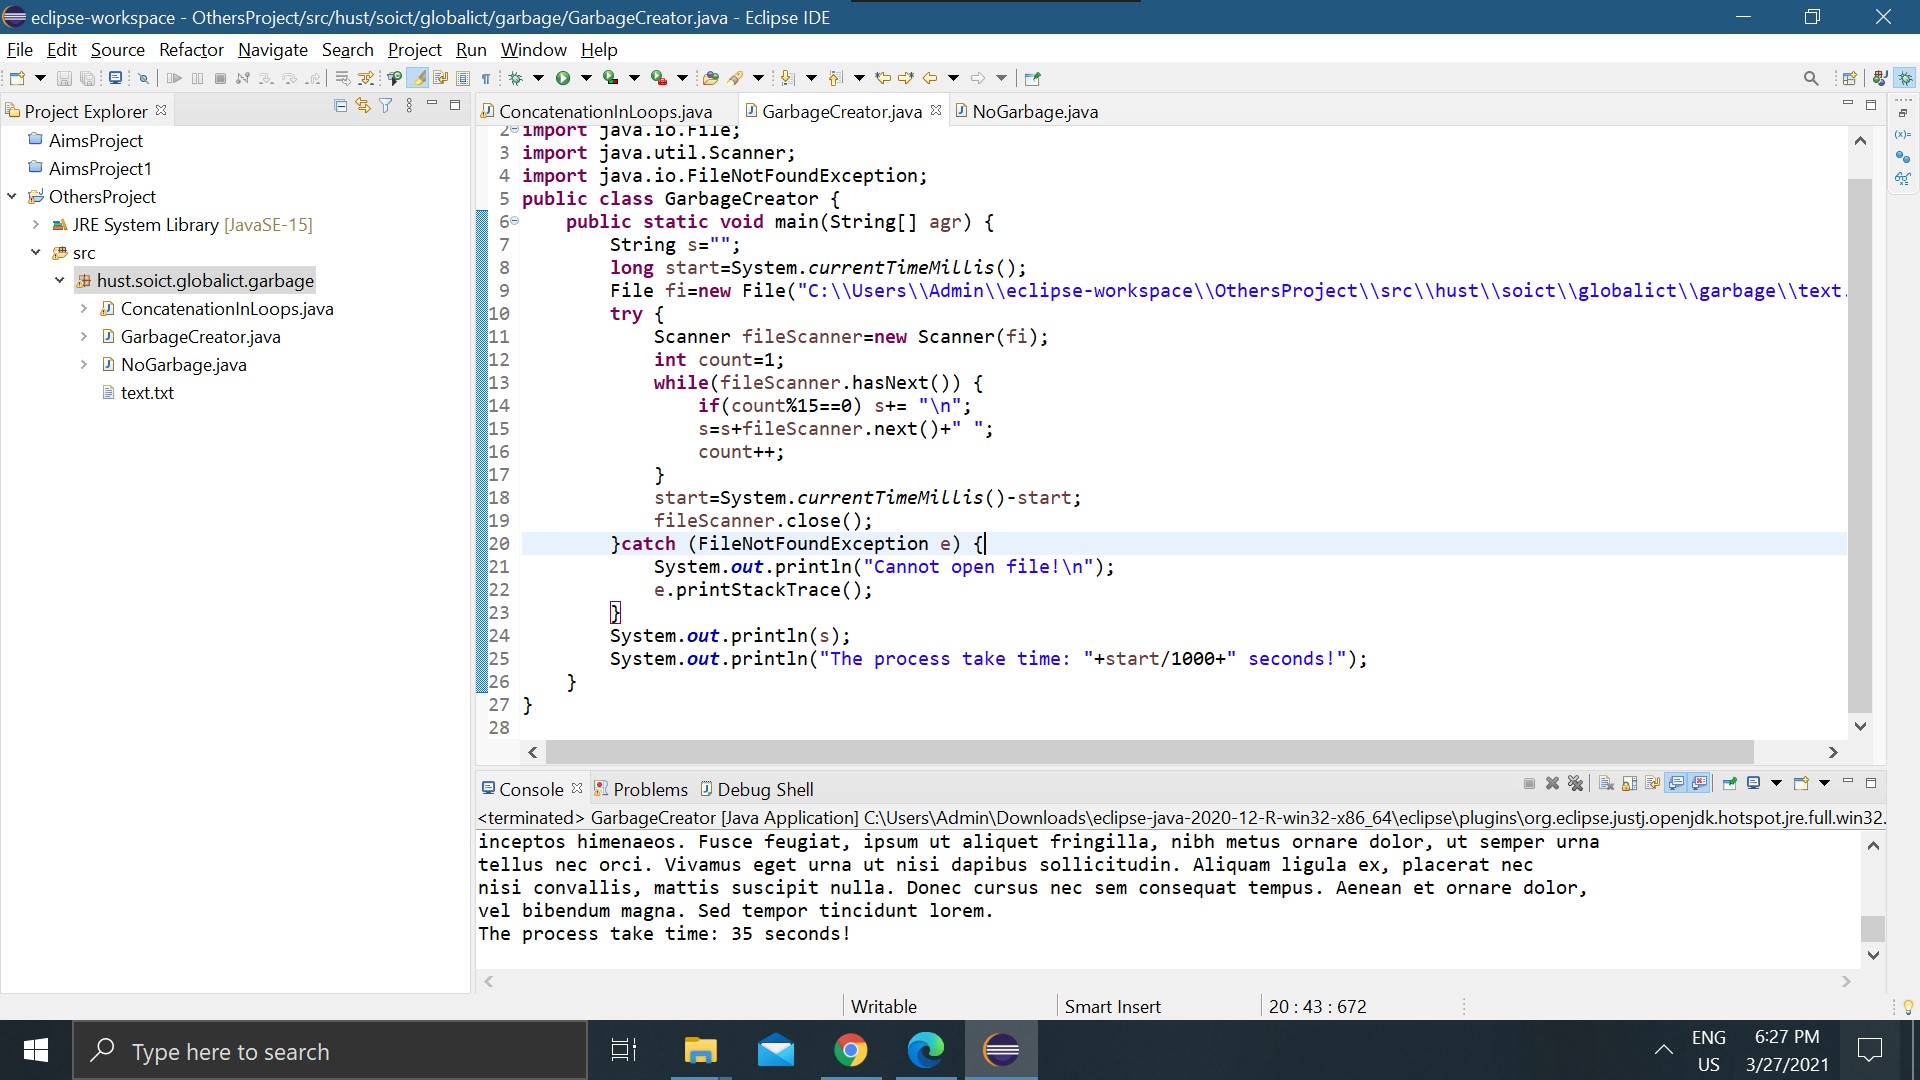 eclipse-workspace - OthersProject/src/hust/soict/globalict/garbage/GarbageCreator.java - Eclipse IDE
File Edit Source Refactor Navigate Search Project Run Window Help
Project Explorer
AimsProject
AimsProject1
OthersProject
JRE System Library [JavaSE-15]
src
hust.soict.globalict.garbage
ConcatenationInLoops.java
GarbageCreator.java
NoGarbage.java
text.txt
ConcatenationInLoops.java GarbageCreator.java NoGarbage.java
2 import java.io.File;
3 import java.util.Scanner;
4 import java.io.FileNotFoundException;
5 public class GarbageCreator {
6 public static void main(String[] agr) {
7 String s="";
8 long start=System.currentTimeMillis();
9 File fi=new File("C:\\Users\\Admin\\eclipse-workspace\\OthersProject\\src\\hust\\soict\\globalict\\garbage\\text.
10 try {
11 Scanner fileScanner=new Scanner(fi);
12 int count=1;
13 while(fileScanner.hasNext()) {
14 if(count%15==0) s+= "\n";
15 s=s+fileScanner.next()+" ";
16 count++;
17 }
18 start=System.currentTimeMillis()-start;
19 fileScanner.close();
20 }catch (FileNotFoundException e) {
21 System.out.println("Cannot open file!\n");
22 e.printStackTrace();
23 }
24 System.out.println(s);
25 System.out.println("The process take time: "+start/1000+" seconds!");
26 }
27 }
28
Console Problems Debug Shell
<terminated> GarbageCreator [Java Application] C:\Users\Admin\Downloads\eclipse-java-2020-12-R-win32-x86_64\eclipse\plugins\org.eclipse.justj.openjdk.hotspot.jre.full.win32.
inceptos himenaeos. Fusce feugiat, ipsum ut aliquet fringilla, nibh metus ornare dolor, ut semper urna
tellus nec orci. Vivamus eget urna ut nisi dapibus sollicitudin. Aliquam ligula ex, placerat nec
nisi convallis, mattis suscipit nulla. Donec cursus nec sem consequat tempus. Aenean et ornare dolor,
vel bibendum magna. Sed tempor tincidunt lorem.
The process take time: 35 seconds!
Writable Smart Insert 20 : 43 : 672
Type here to search
ENG
US
6:27 PM
3/27/2021